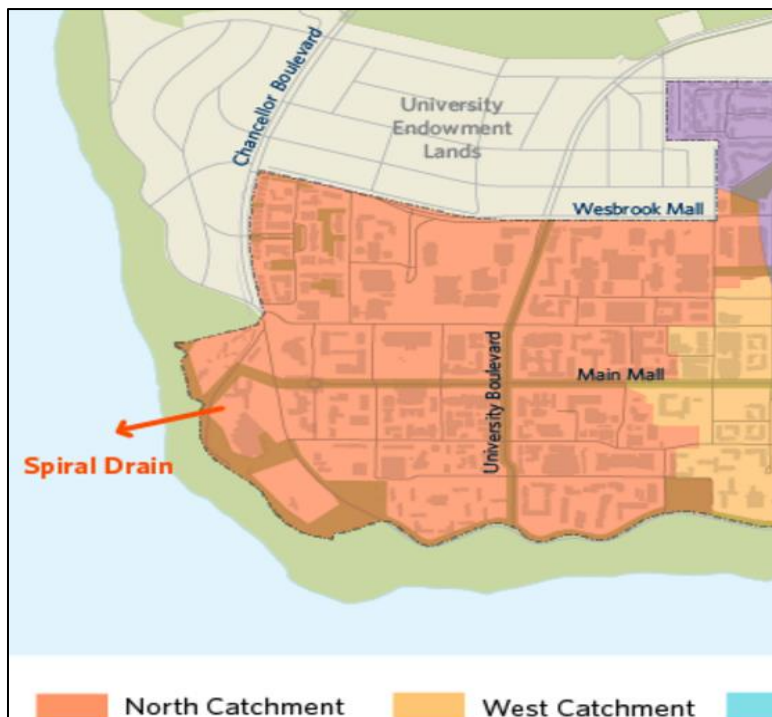 Chancellor Boulevard
University
Endowment
Lands
Wesbrook Mall
University Boulevard
Main Mall
Spiral Drain
North Catchment
West Catchment